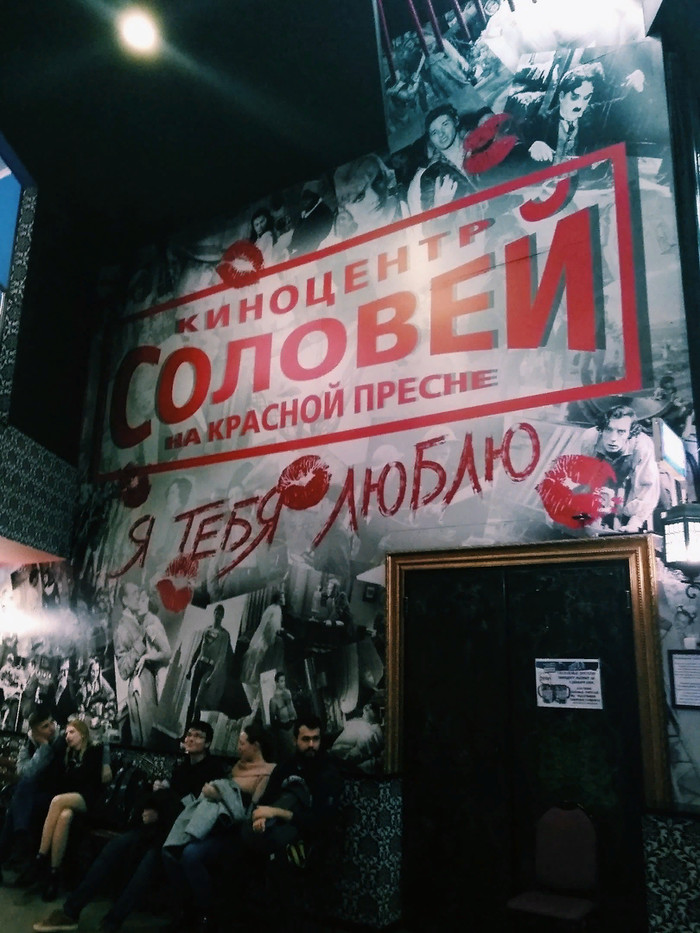 КИНОЦЕНТР
СОЛОВЕЙ
НА КРАСНОЙ ПРЕСНЕ
Я ТЕБЯ ЛЮБЛЮ